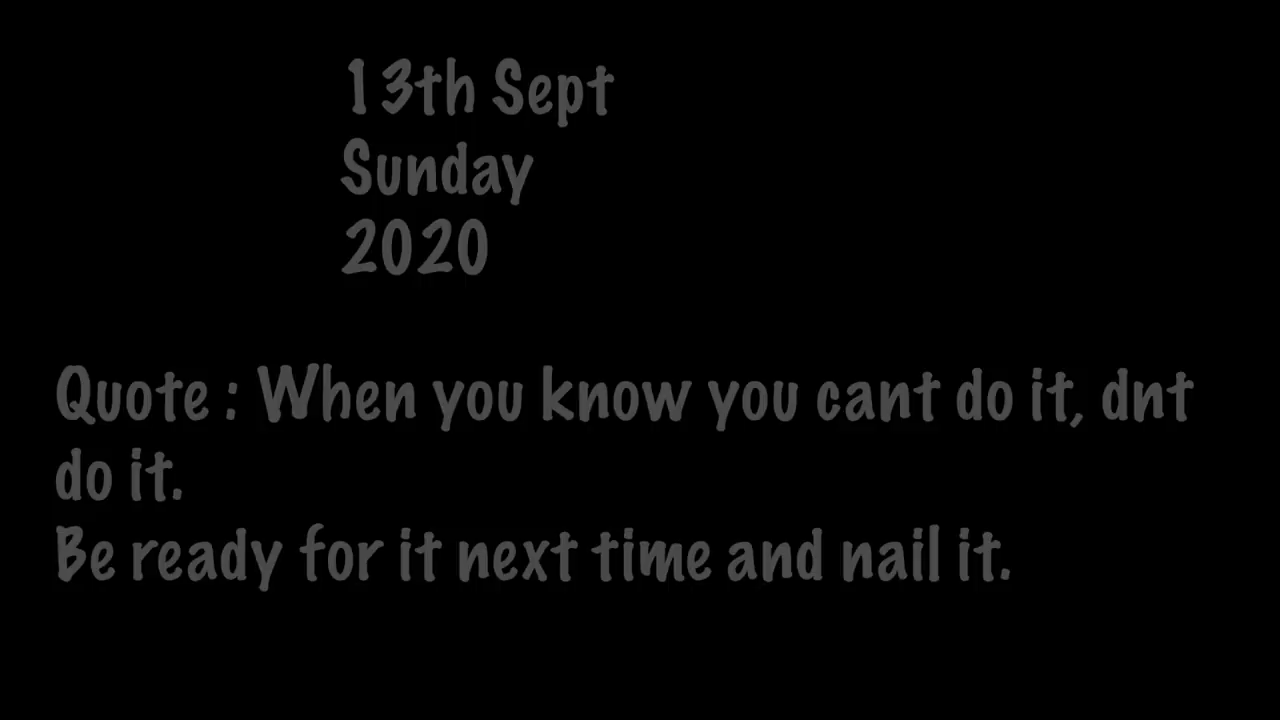 13th Sept
Sunday
2020
Quote : When you know you cant do it, dnt
do it.
Be ready for it next time and nail it.